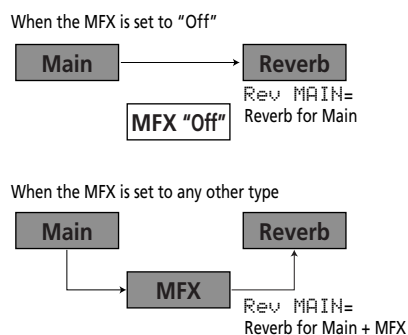 When the MFX is set to “Off”
Main
Reverb
Rev MAIN=
Reverb for Main
MFX “Off”
When the MFX is set to any other type
Main
Reverb
MFX
Rev MAIN=
Reverb for Main + MFX